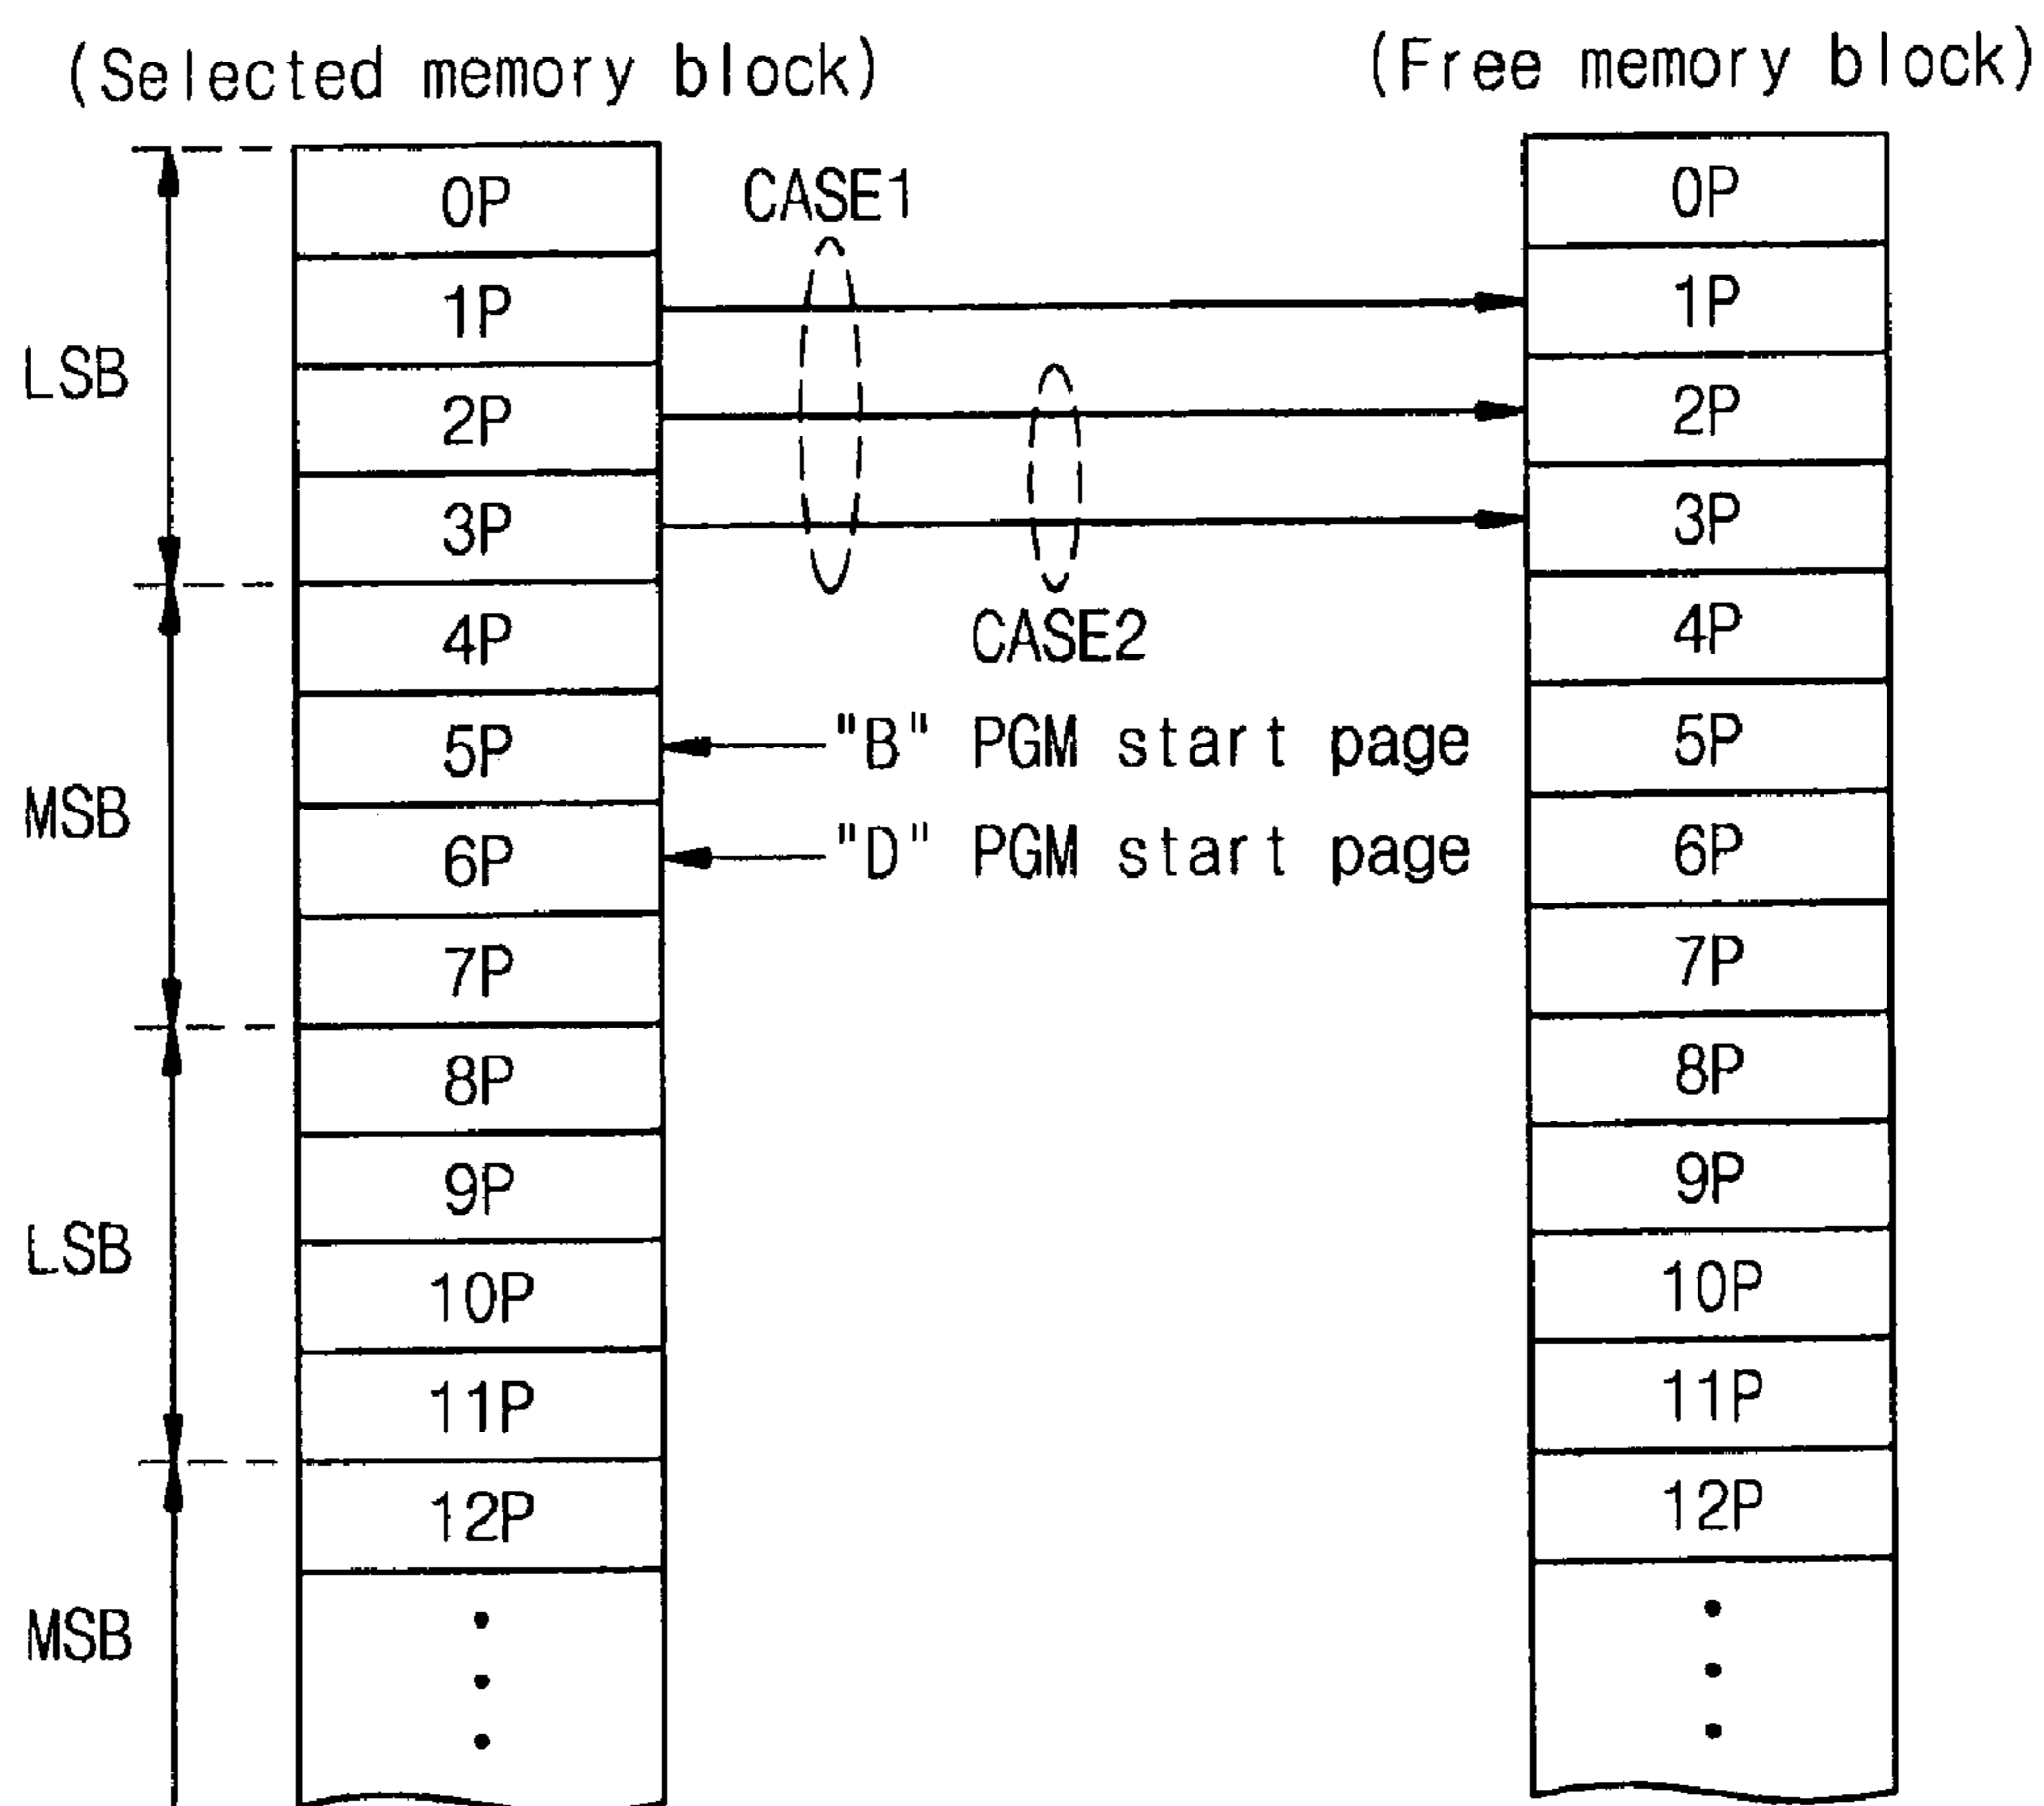 (Selected memory block)
(Free memory block)
LSB
MSB
LSB
MSB
0P
1P
2P
3P
4P
5P
6P
7P
8P
9P
10P
11P
12P
CASE1
CASE2
"B" PGM start page
"D" PGM start page
0P
1P
2P
3P
4P
5P
6P
7P
8P
9P
10P
11P
12P